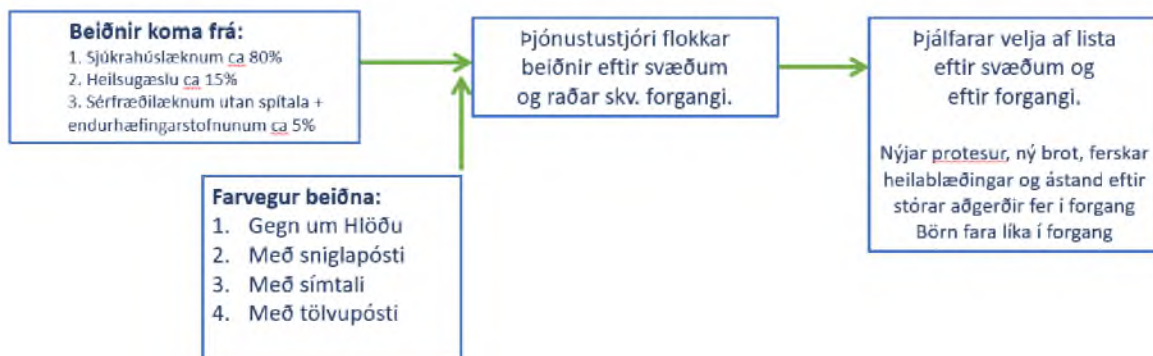 Beiðnir koma frá:
1. Sjúkrahúslæknum ca 80%
2. Heilsugæslu ca 15%
3. Sérfræðilæknum utan spítala +
endurhæfingarstofnunum ca 5%
Farvegur beiðna:
1. Gegn um Hlöðu
2. Með sniglapósti
3. Með símtali
4. Með tölvupósti
Þjónustustjóri flokkar
beiðnir eftir svæðum
og raðar skv. forgangi.
Þjálfarar velja af lista
eftir svæðum og
eftir forgangi.
Nýjar protesur, ný brot, ferskar
heilablæðingar og ástand eftir
stórar aðgerðir fer í forgang
Börn fara líka í forgang